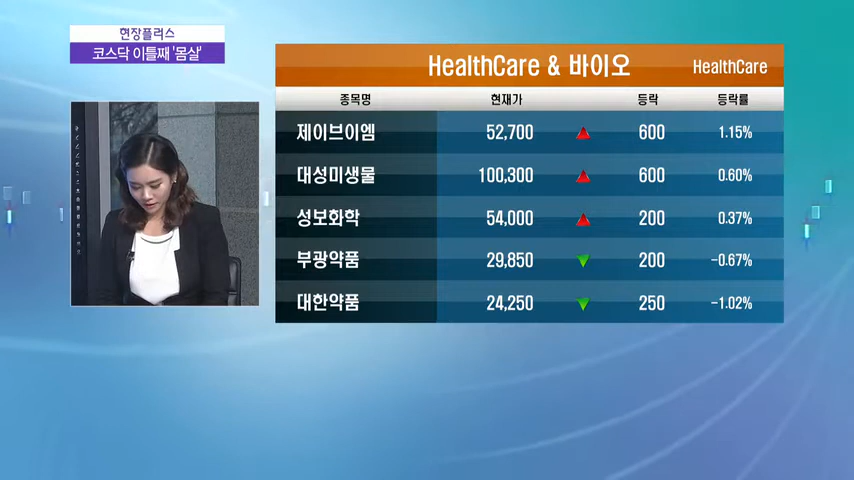 현장플러스
코스닥 이틀째 '몸살'
HealthCare & 바이오 HealthCare
종목명 현재가 등락 등락률
제이브이엠 52,700 ▲ 600 1.15%
대성미생물 100,300 ▲ 600 0.60%
성보화학 54,000 ▲ 200 0.37%
부광약품 29,850 ▼ 200 -0.67%
대한약품 24,250 ▼ 250 -1.02%